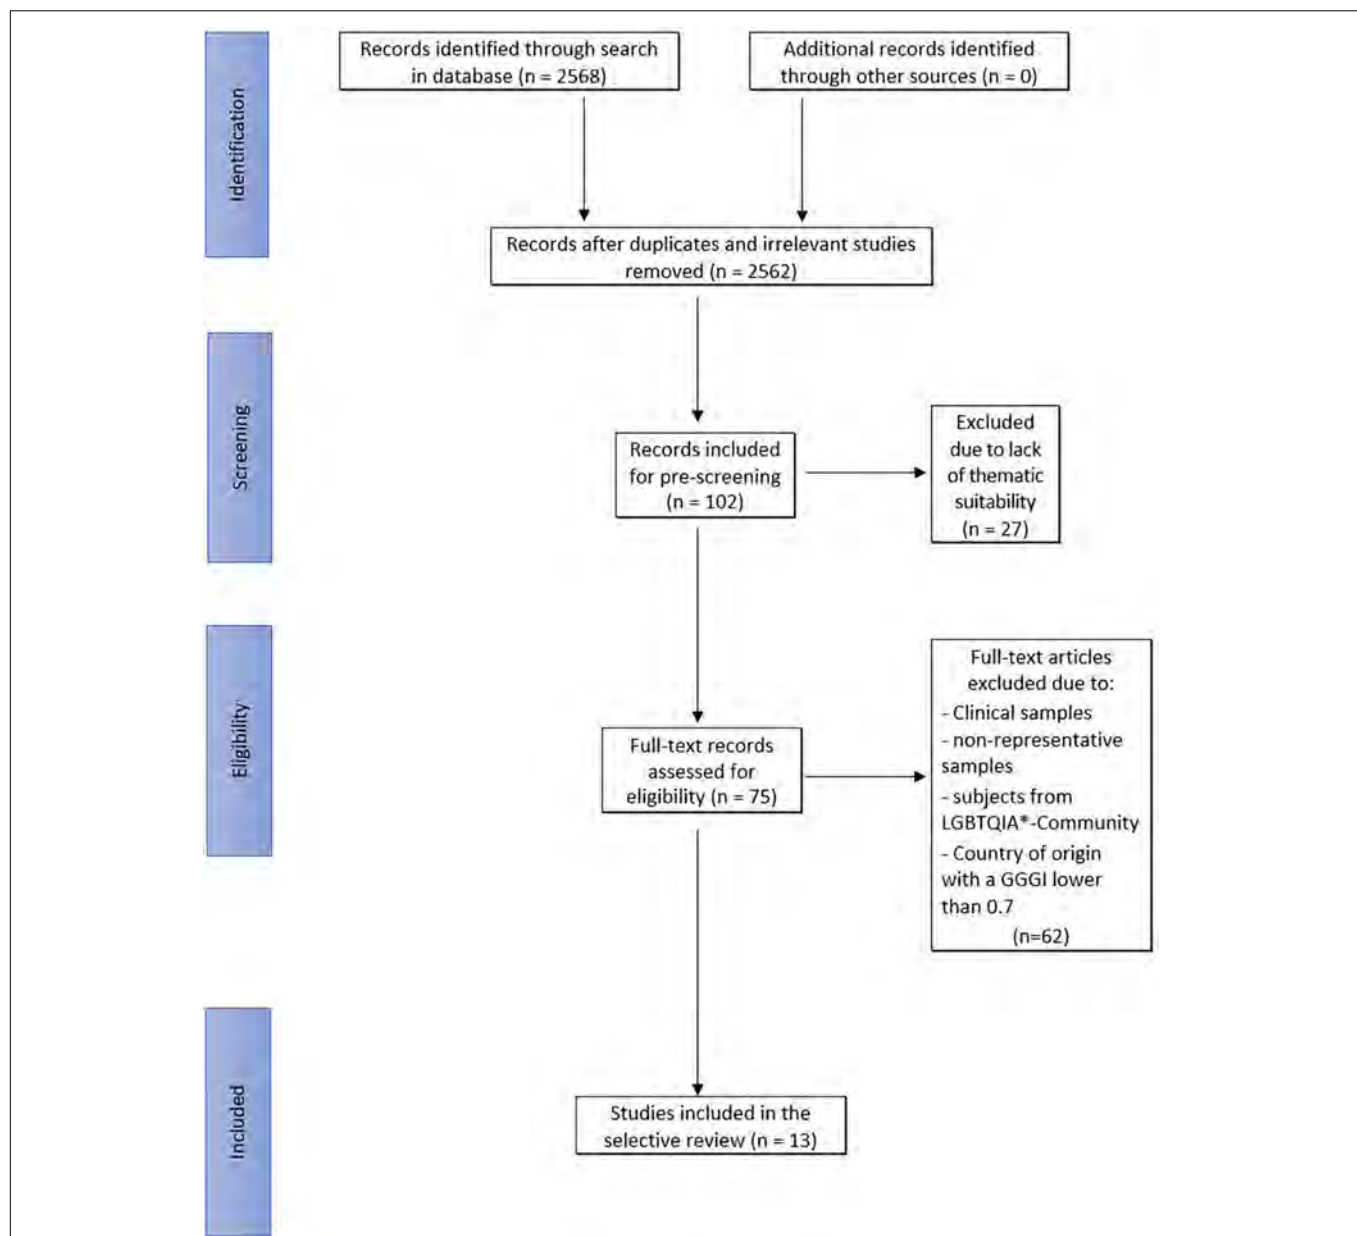 Identification
Records identified through search
in database (n = 2568)
Additional records identified
through other sources (n = 0)
Records after duplicates and irrelevant studies
removed (n = 2562)
Screening
Records included
for pre-screening
(n = 102)
Excluded
due to lack
of thematic
suitability
(n = 27)
Eligibility
Full-text records
assessed for
eligibility (n = 75)
Full-text articles
excluded due to:
- Clinical samples
- non-representative
samples
- subjects from
LGBTQIA*-Community
- Country of origin
with a GGGI lower
than 0.7
(n=62)
Included
Studies included in the
selective review (n = 13)